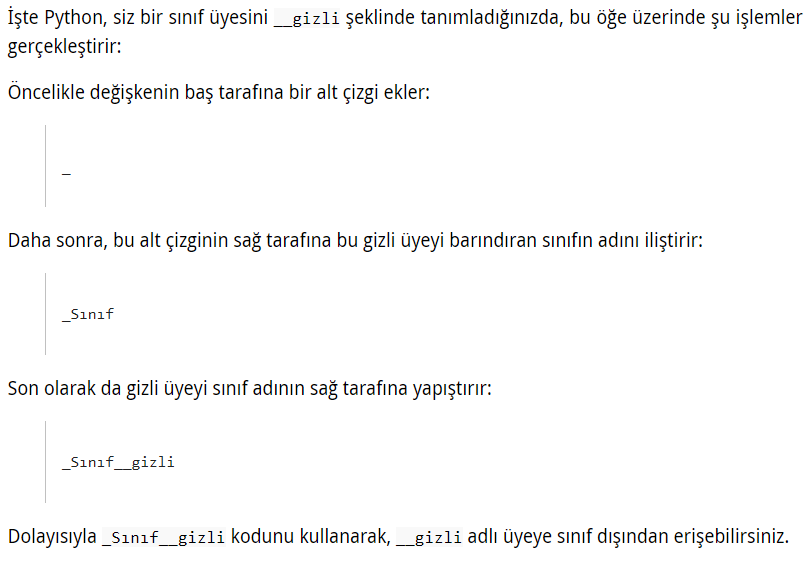 İşte Python, siz bir sınıf üyesini __gizli şeklinde tanımladığınızda, bu öğe üzerinde şu işlemler
gerçekleştirir:
Öncelikle değişkenin baş tarafına bir alt çizgi ekler:
_
Daha sonra, bu alt çizginin sağ tarafına bu gizli üyeyi barındıran sınıfın adını iliştirir:
_Sınıf
Son olarak da gizli üyeyi sınıf adının sağ tarafına yapıştırır:
_Sınıf__gizli
Dolayısıyla _Sınıf__gizli kodunu kullanarak, __gizli adlı üyeye sınıf dışından erişebilirsiniz.